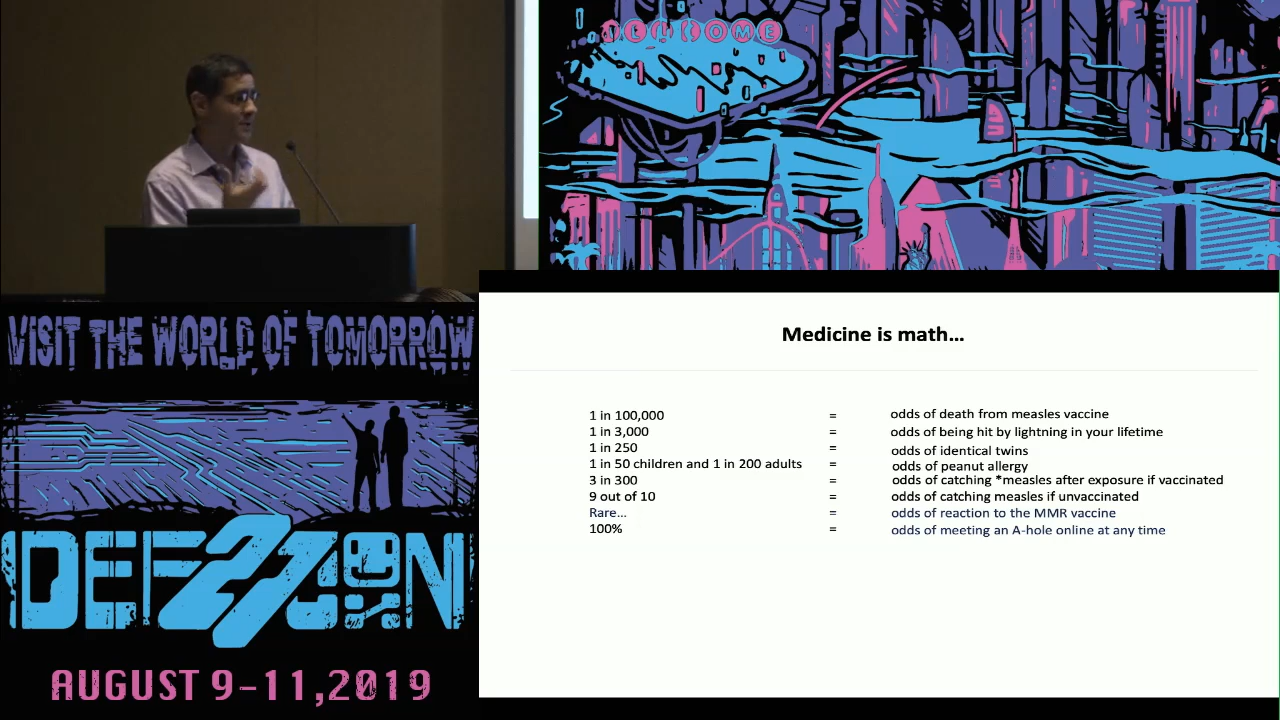 WELCOME
VISIT THE WORLD OF TOMORROW
DEF CON
27
AUGUST 9-11,2019
Medicine is math…
1 in 100,000 = odds of death from measles vaccine
1 in 3,000 = odds of being hit by lightning in your lifetime
1 in 250 = odds of identical twins
1 in 50 children and 1 in 200 adults = odds of peanut allergy
3 in 300 = odds of catching *measles after exposure if vaccinated
9 out of 10 = odds of catching measles if unvaccinated
Rare… = odds of reaction to the MMR vaccine
100% = odds of meeting an A-hole online at any time